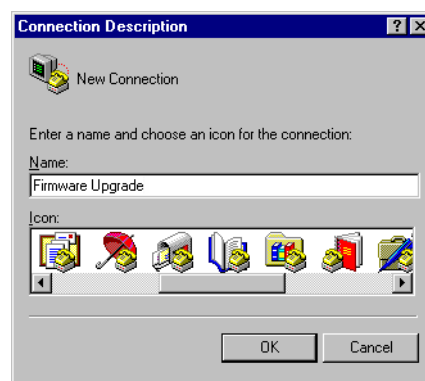 Connection Description
New Connection
Enter a name and choose an icon for the connection:
Name:
Firmware Upgrade
Icon:
OK Cancel